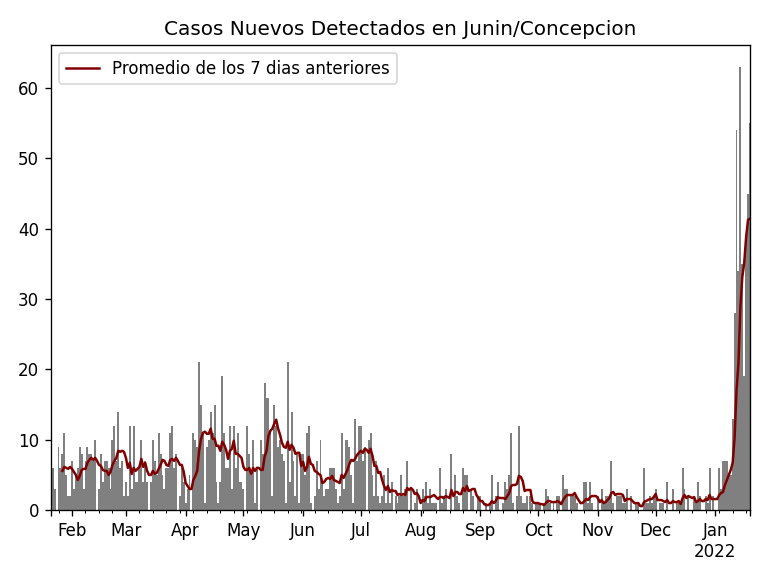 Casos Nuevos Detectados en Junin/Concepcion
Promedio de los 7 dias anteriores
60
50
40
30
20
10
0
Feb Mar Apr May Jun Jul Aug Sep Oct Nov Dec Jan
2022